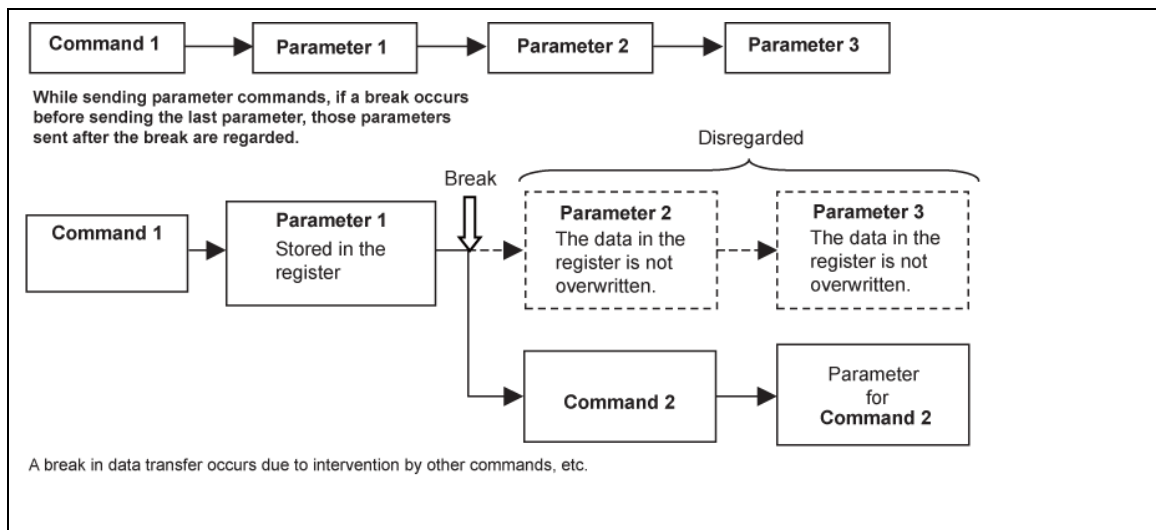 Command 1
Parameter 1
Parameter 2
Parameter 3
While sending parameter commands, if a break occurs
before sending the last parameter, those parameters
sent after the break are regarded.
Disregarded
Break
Command 1
Parameter 1
Stored in the
register
Parameter 2
The data in the
register is not
overwritten.
Parameter 3
The data in the
register is not
overwritten.
Command 2
Parameter
for
Command 2
A break in data transfer occurs due to intervention by other commands, etc.